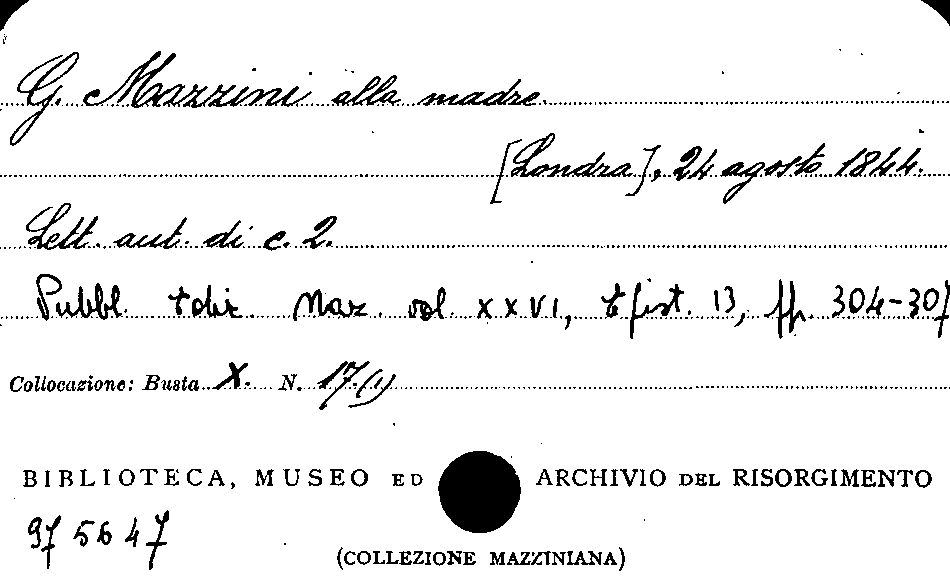 G. Mazzini alla madre.
[Londra], 24 agosto 1844.
Lett. aut. di c. 2.
Pubbl. Ediz. Naz. vol. XXVI, Epist. 13, pp. 304-307
Collocazione: Busta X. N. 17.(1)
BIBLIOTECA, MUSEO ED ARCHIVIO DEL RISORGIMENTO
975647
(COLLEZIONE MAZZINIANA)